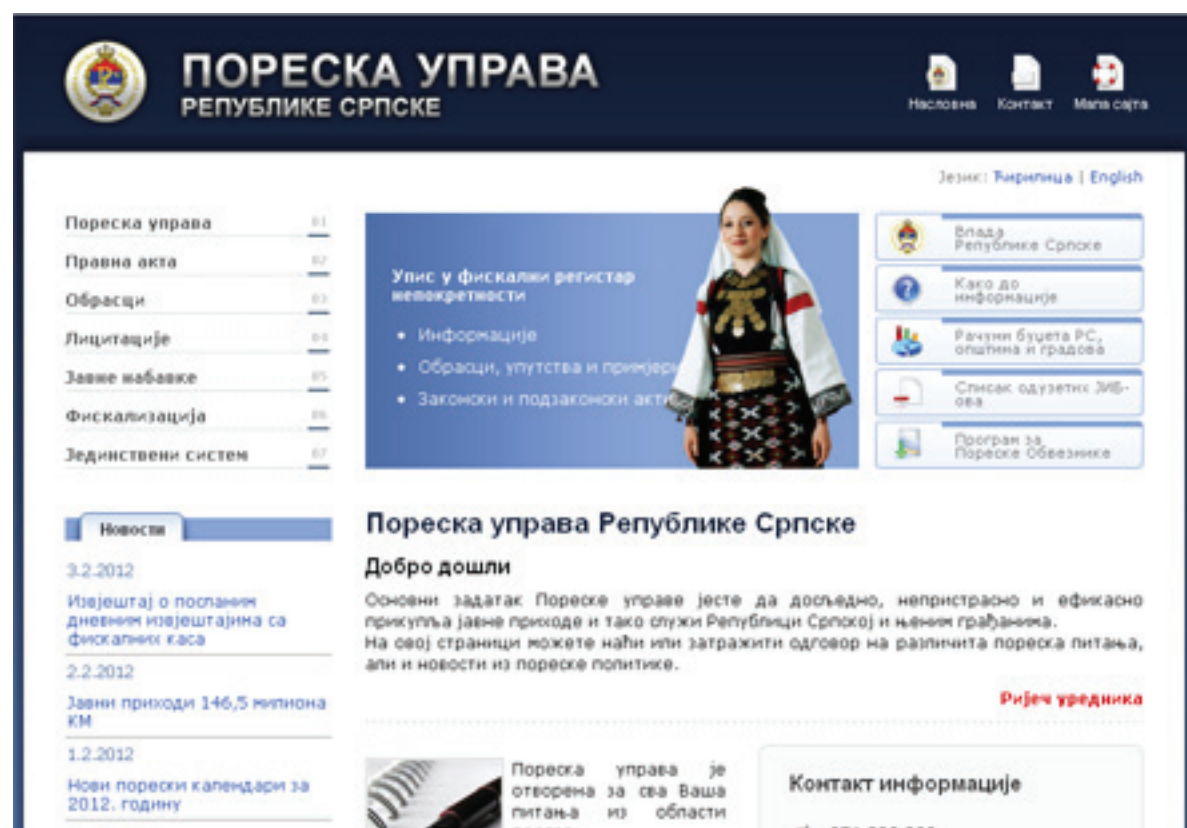 ПОРЕСКА УПРАВА
РЕПУБЛИКЕ СРПСКЕ
Насловна Контакт Мапа сајта
Језик: Ћирилица | English
Пореска управа 01
Правна акта 02
Обрасци 03
Лицитације 04
Јавне набавке 05
Фискализација 06
Јединствени систем 07
Упис у фискални регистар
непокретности
• Информације
• Обрасци, упутства и примјери
• Законски и подзаконски акти
Влада
Републике Српске
Како до
информације
Рачуни буџета РС,
општина и градова
Списак одузетих ЈИБ-
ова
Програм за
Пореске Обвезнике
Новости
3.2.2012
Извјештај о посланим
дневним извјештајима са
фискалних каса
2.2.2012
Јавни приходи 146,5 милиона
КМ
1.2.2012
Нови порески календари за
2012. годину
Пореска управа Републике Српске
Добро дошли
Основни задатак Пореске управе јесте да досљедно, непристрасно и ефикасно
прикупља јавне приходе и тако служи Републици Српској и њеним грађанима.
На овој страници можете наћи или затражити одговор на различита пореска питања,
али и новости из пореске политике.
Ријеч уредника
Пореска управа је
отворена за сва Ваша
питања из области
Контакт информације